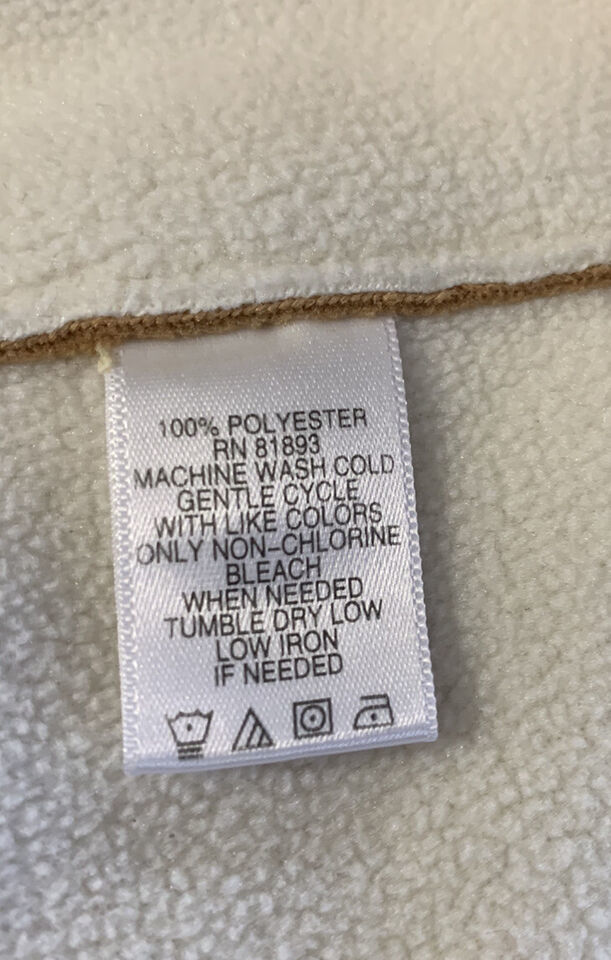 100% POLYESTER
RN 81893
MACHINE WASH COLD
GENTLE CYCLE
WITH LIKE COLORS
ONLY NON-CHLORINE
BLEACH
WHEN NEEDED
TUMBLE DRY LOW
LOW IRON
IF NEEDED